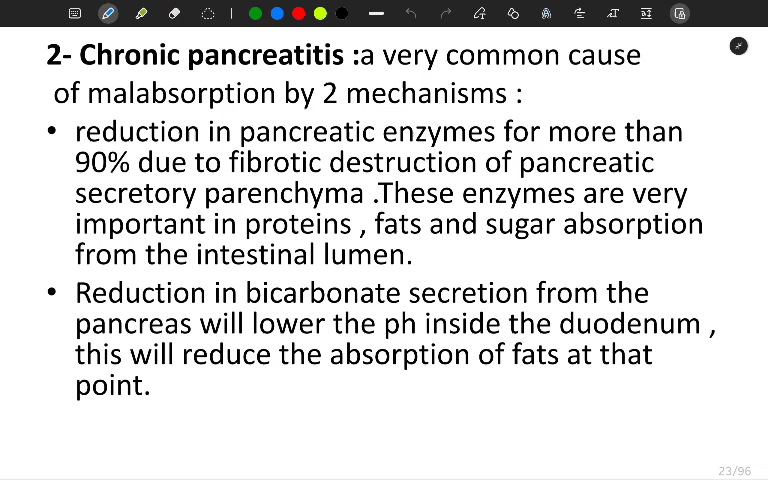 2- Chronic pancreatitis :a very common cause
of malabsorption by 2 mechanisms :
• reduction in pancreatic enzymes for more than
90% due to fibrotic destruction of pancreatic
secretory parenchyma .These enzymes are very
important in proteins , fats and sugar absorption
from the intestinal lumen.
• Reduction in bicarbonate secretion from the
pancreas will lower the ph inside the duodenum ,
this will reduce the absorption of fats at that
point.
23/96